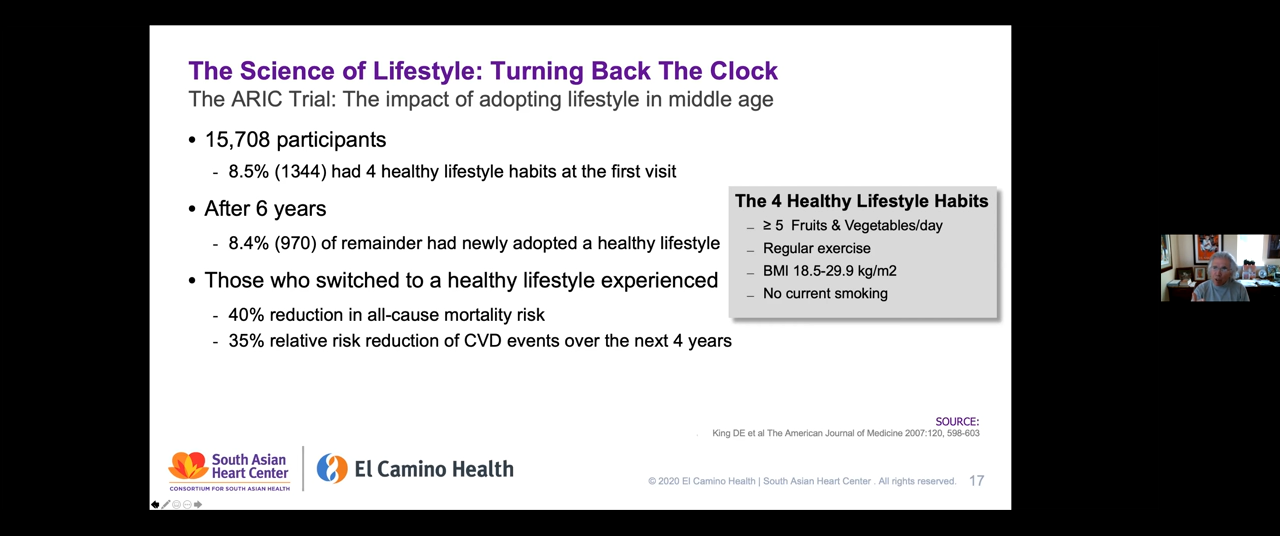 The Science of Lifestyle: Turning Back The Clock
The ARIC Trial: The impact of adopting lifestyle in middle age
• 15,708 participants
- 8.5% (1344) had 4 healthy lifestyle habits at the first visit
• After 6 years
- 8.4% (970) of remainder had newly adopted a healthy lifestyle
• Those who switched to a healthy lifestyle experienced
- 40% reduction in all-cause mortality risk
- 35% relative risk reduction of CVD events over the next 4 years
The 4 Healthy Lifestyle Habits
– ≥ 5 Fruits & Vegetables/day
– Regular exercise
– BMI 18.5-29.9 kg/m2
– No current smoking
SOURCE:
King DE et al The American Journal of Medicine 2007:120, 598-603
South Asian
Heart Center
CONSORTIUM FOR SOUTH ASIAN HEALTH
El Camino Health
© 2020 El Camino Health | South Asian Heart Center . All rights reserved.
17